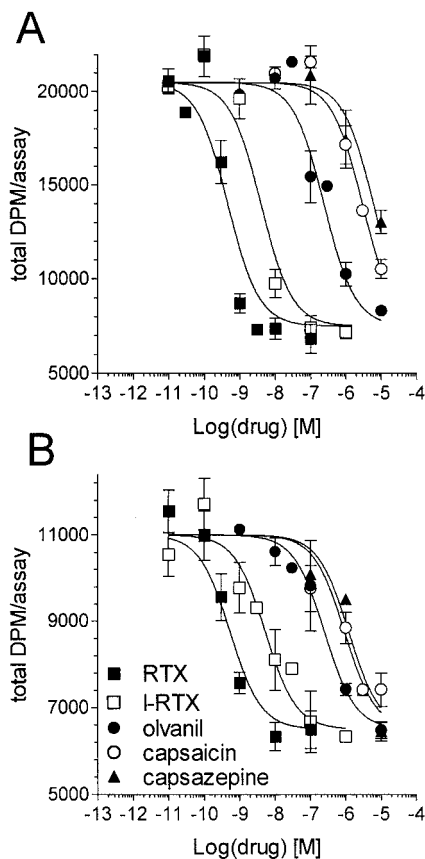 A
total DPM/assay
20000
15000
10000
5000
-13 -12 -11 -10 -9 -8 -7 -6 -5 -4
Log(drug) [M]
B
total DPM/assay
11000
9000
7000
5000
RTX
I-RTX
olvanil
capsaicin
capsazepine
-13 -12 -11 -10 -9 -8 -7 -6 -5 -4
Log(drug) [M]